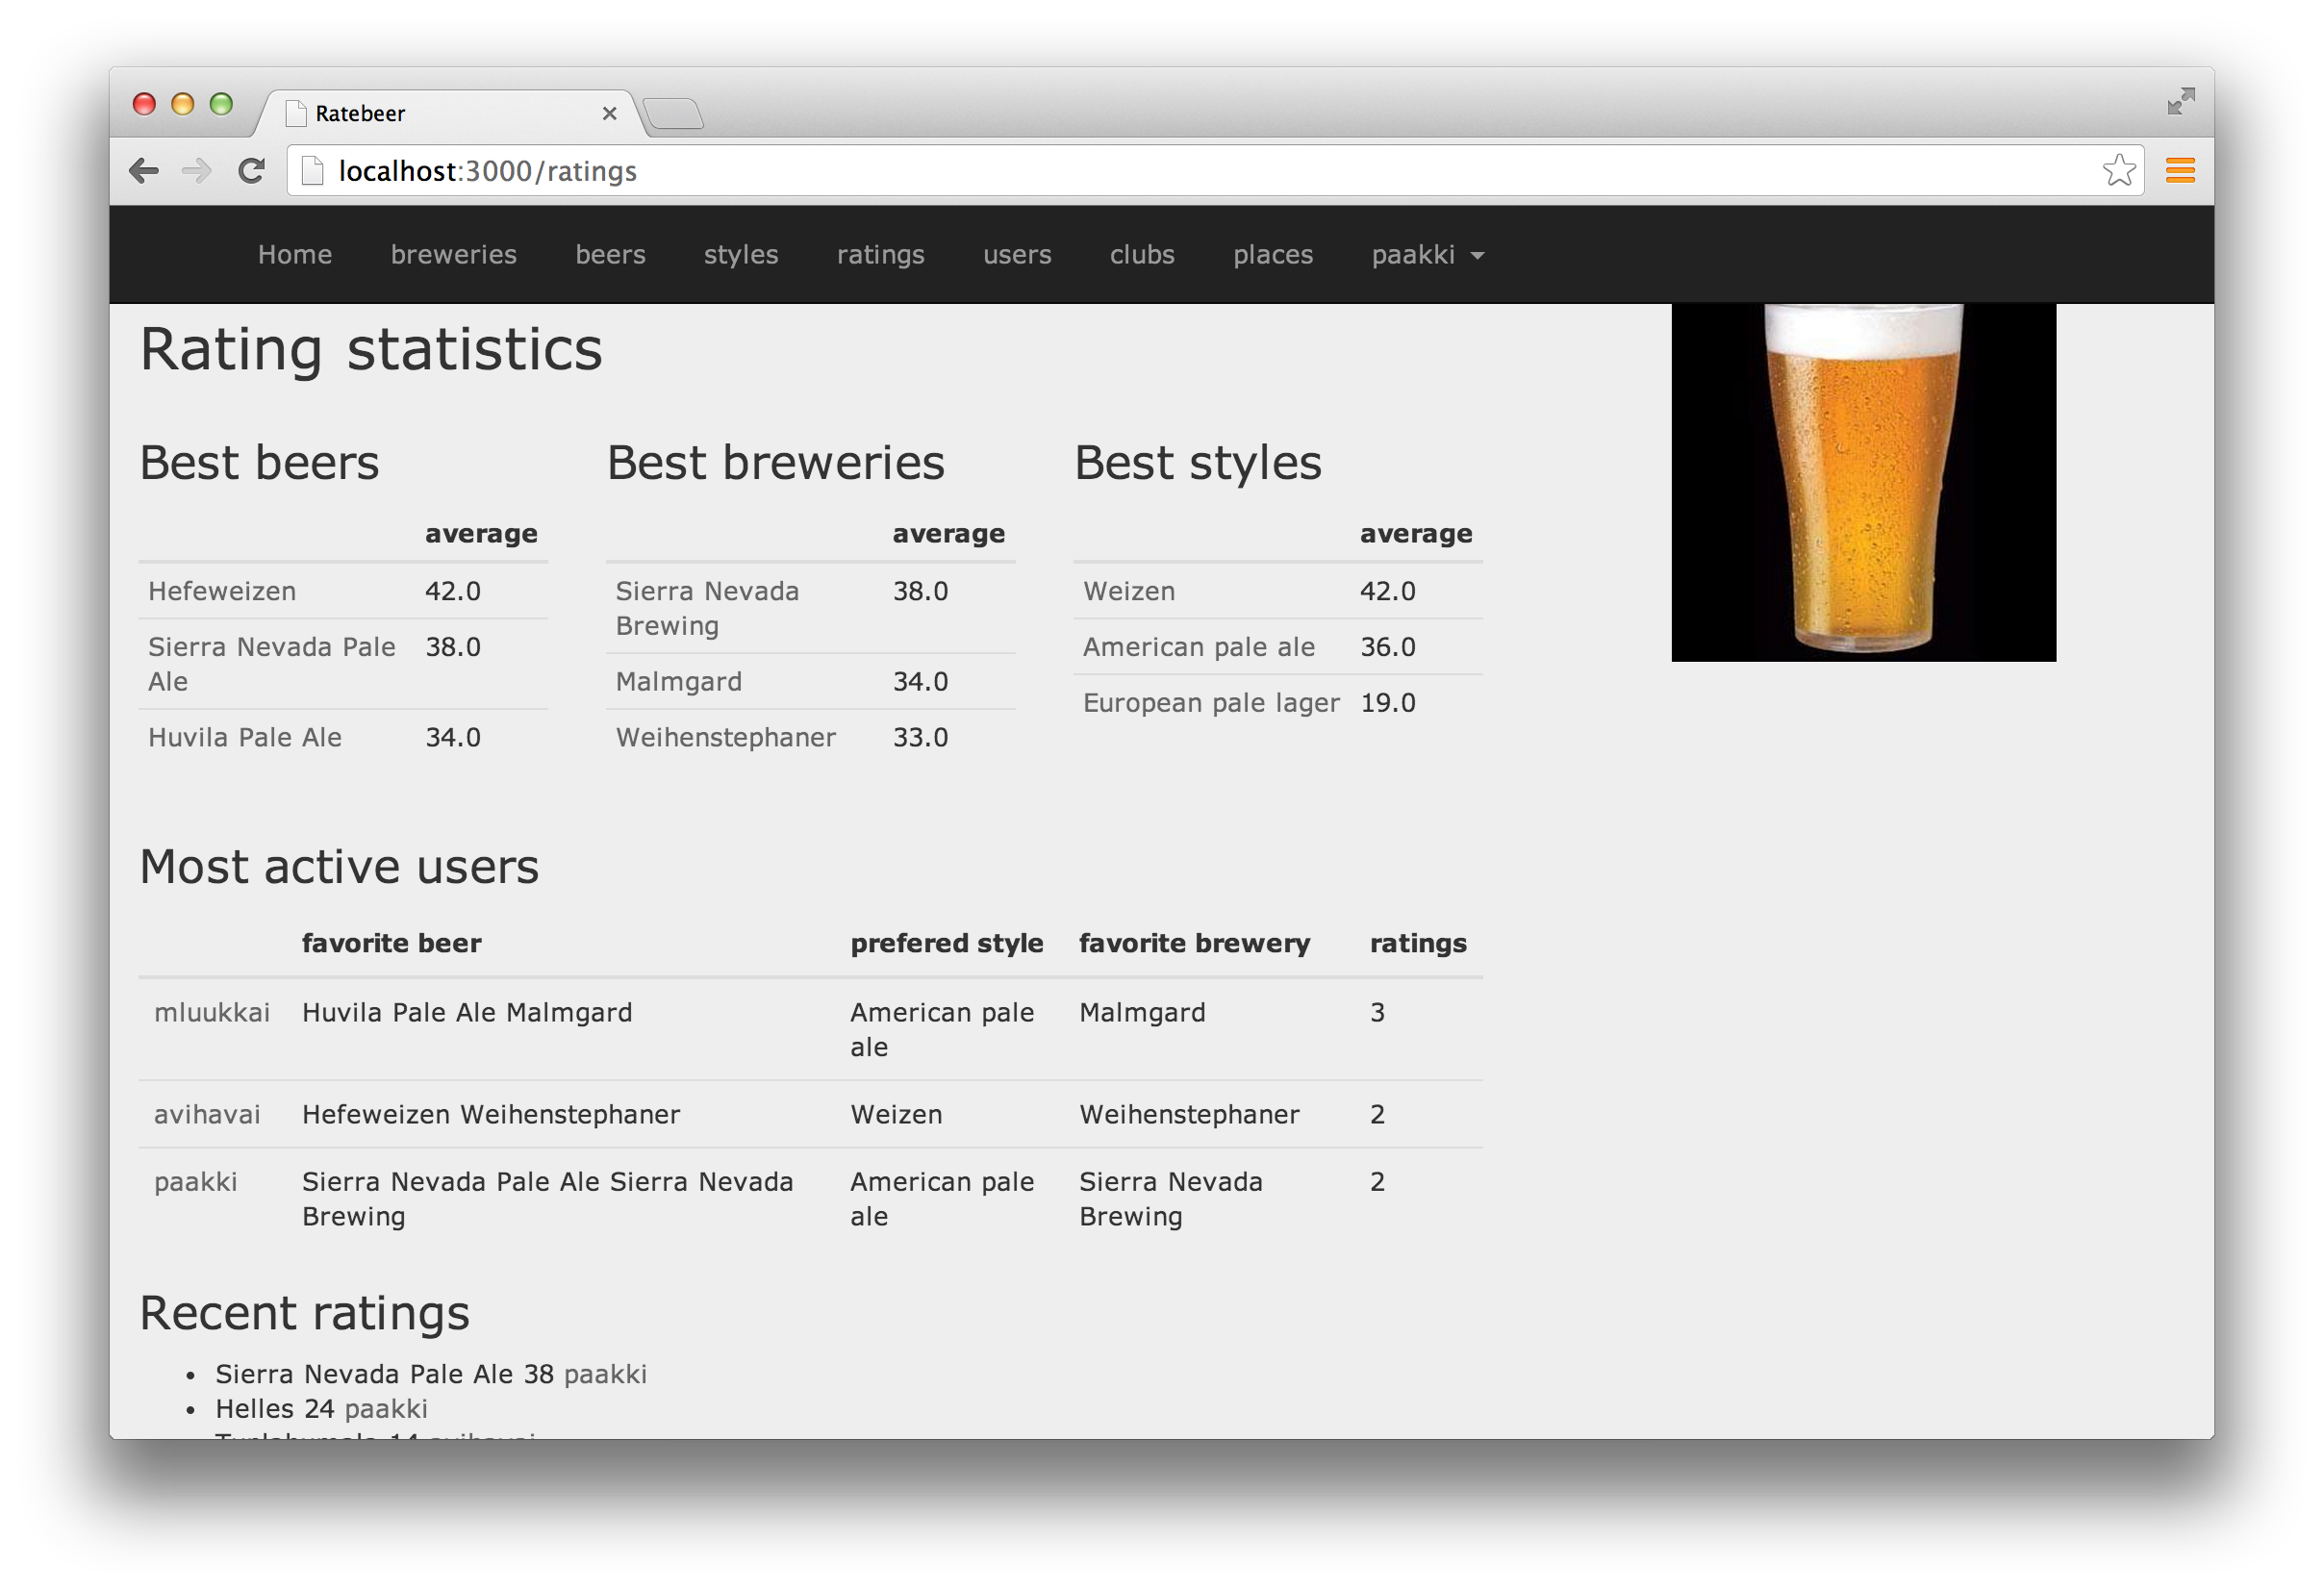 Ratebeer
localhost:3000/ratings
Home breweries beers styles ratings users clubs places paakki
Rating statistics
Best beers
average
Hefeweizen 42.0
Sierra Nevada Pale 38.0
Ale
Huvila Pale Ale 34.0
Best breweries
average
Sierra Nevada 38.0
Brewing
Malmgard 34.0
Weihenstephaner 33.0
Best styles
average
Weizen 42.0
American pale ale 36.0
European pale lager 19.0
Most active users
favorite beer prefered style favorite brewery ratings
mluukkai Huvila Pale Ale Malmgard American pale Malmgard 3
ale
avihavai Hefeweizen Weihenstephaner Weizen Weihenstephaner 2
paakki Sierra Nevada Pale Ale Sierra Nevada American pale Sierra Nevada 2
Brewing ale Brewing
Recent ratings
• Sierra Nevada Pale Ale 38 paakki
• Helles 24 paakki
14 avihavai